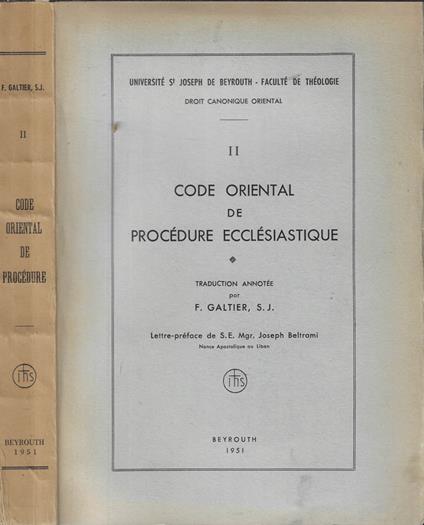 F. GALTIER, S.J.
II
CODE
ORIENTAL
DE
PROCÉDURE
ihs
BEYROUTH
1951
UNIVERSITÉ St JOSEPH DE BEYROUTH - FACULTÉ DE THÉOLOGIE
DROIT CANONIQUE ORIENTAL
II
CODE ORIENTAL
DE
PROCÉDURE ECCLÉSIASTIQUE
TRADUCTION ANNOTÉE
par
F. GALTIER, S.J.
Lettre-préface de S.E. Mgr. Joseph Beltrami
Nonce Apostolique au Liban
ihs
BEYROUTH
1951